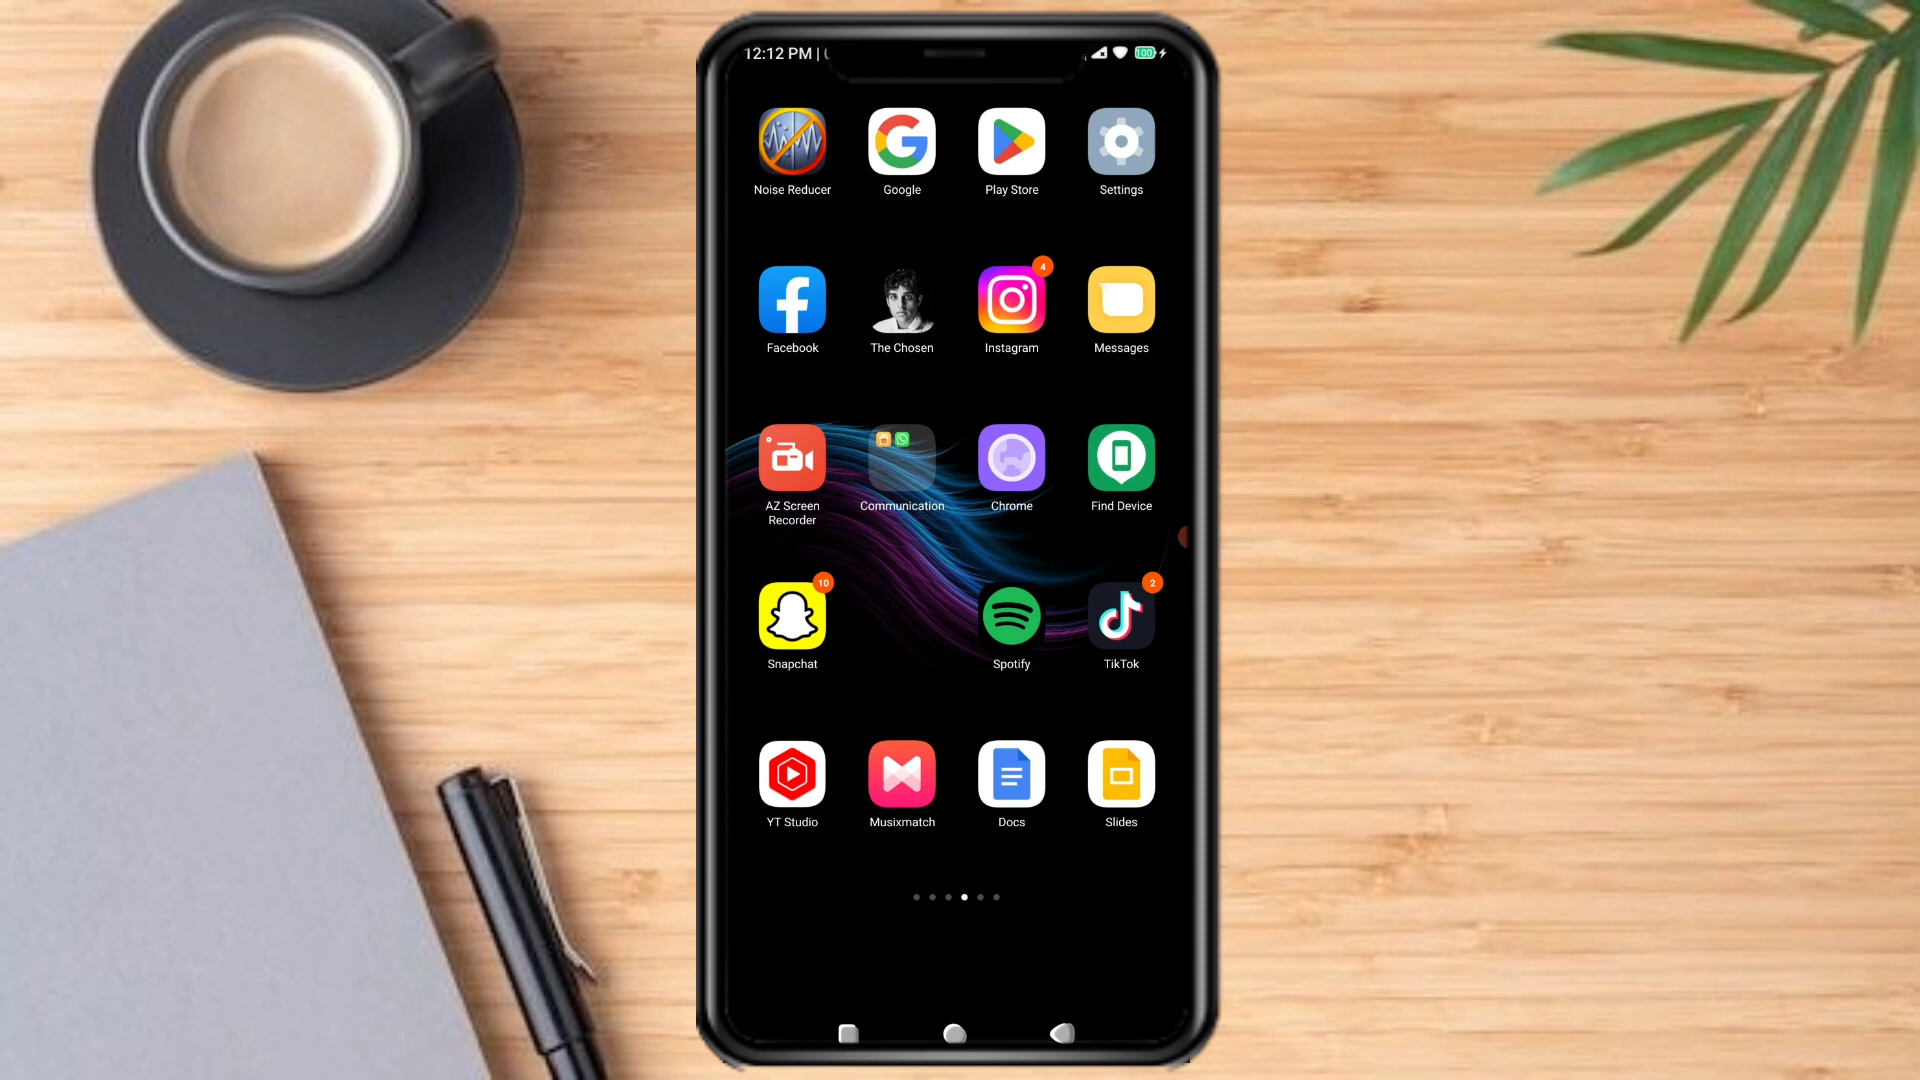 12:12 PM |
100
Noise Reducer
Google
Play Store
Settings
4
Facebook
The Chosen
Instagram
Messages
AZ Screen
Recorder
Communication
Chrome
Find Device
10
2
Snapchat
Spotify
TikTok
YT Studio
Musixmatch
Docs
Slides